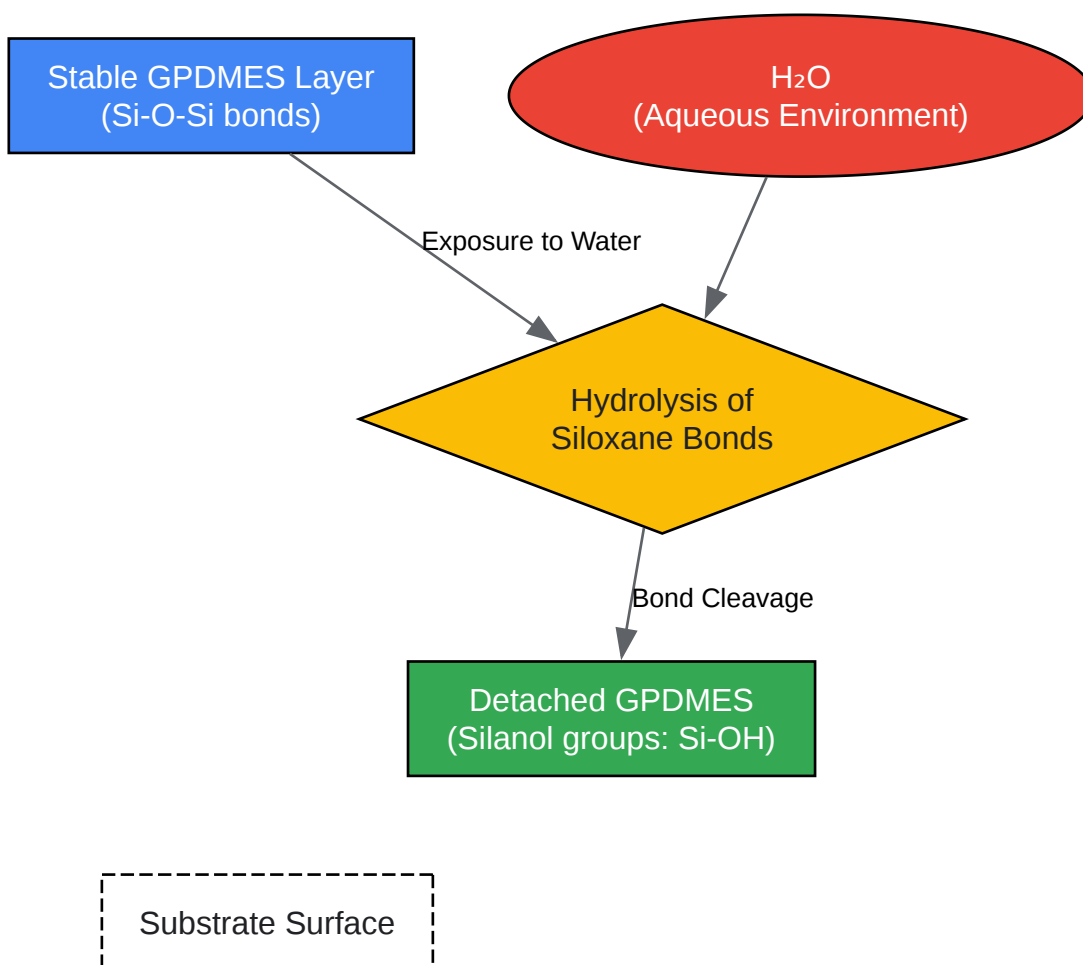 Stable GPDMES Layer
(Si-O-Si bonds)
H₂O
(Aqueous Environment)
Exposure to Water
Hydrolysis of
Siloxane Bonds
Bond Cleavage
Detached GPDMES
(Silanol groups: Si-OH)
Substrate Surface